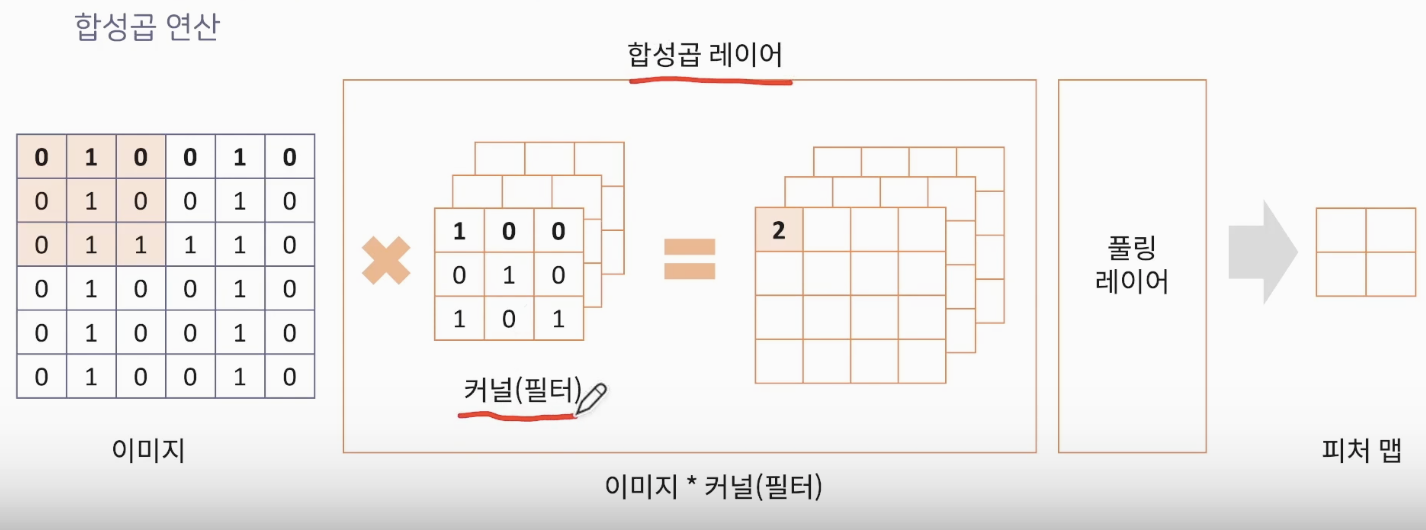 합성곱 연산
합성곱 레이어
0 1 0 0 1 0
0 1 0 0 1 0
0 1 1 1 1 0
0 1 0 0 1 0
0 1 0 0 1 0
0 1 0 0 1 0
이미지
1 0 0
0 1 0
1 0 1
커널(필터)
2
이미지 * 커널(필터)
풀링
레이어
피처 맵